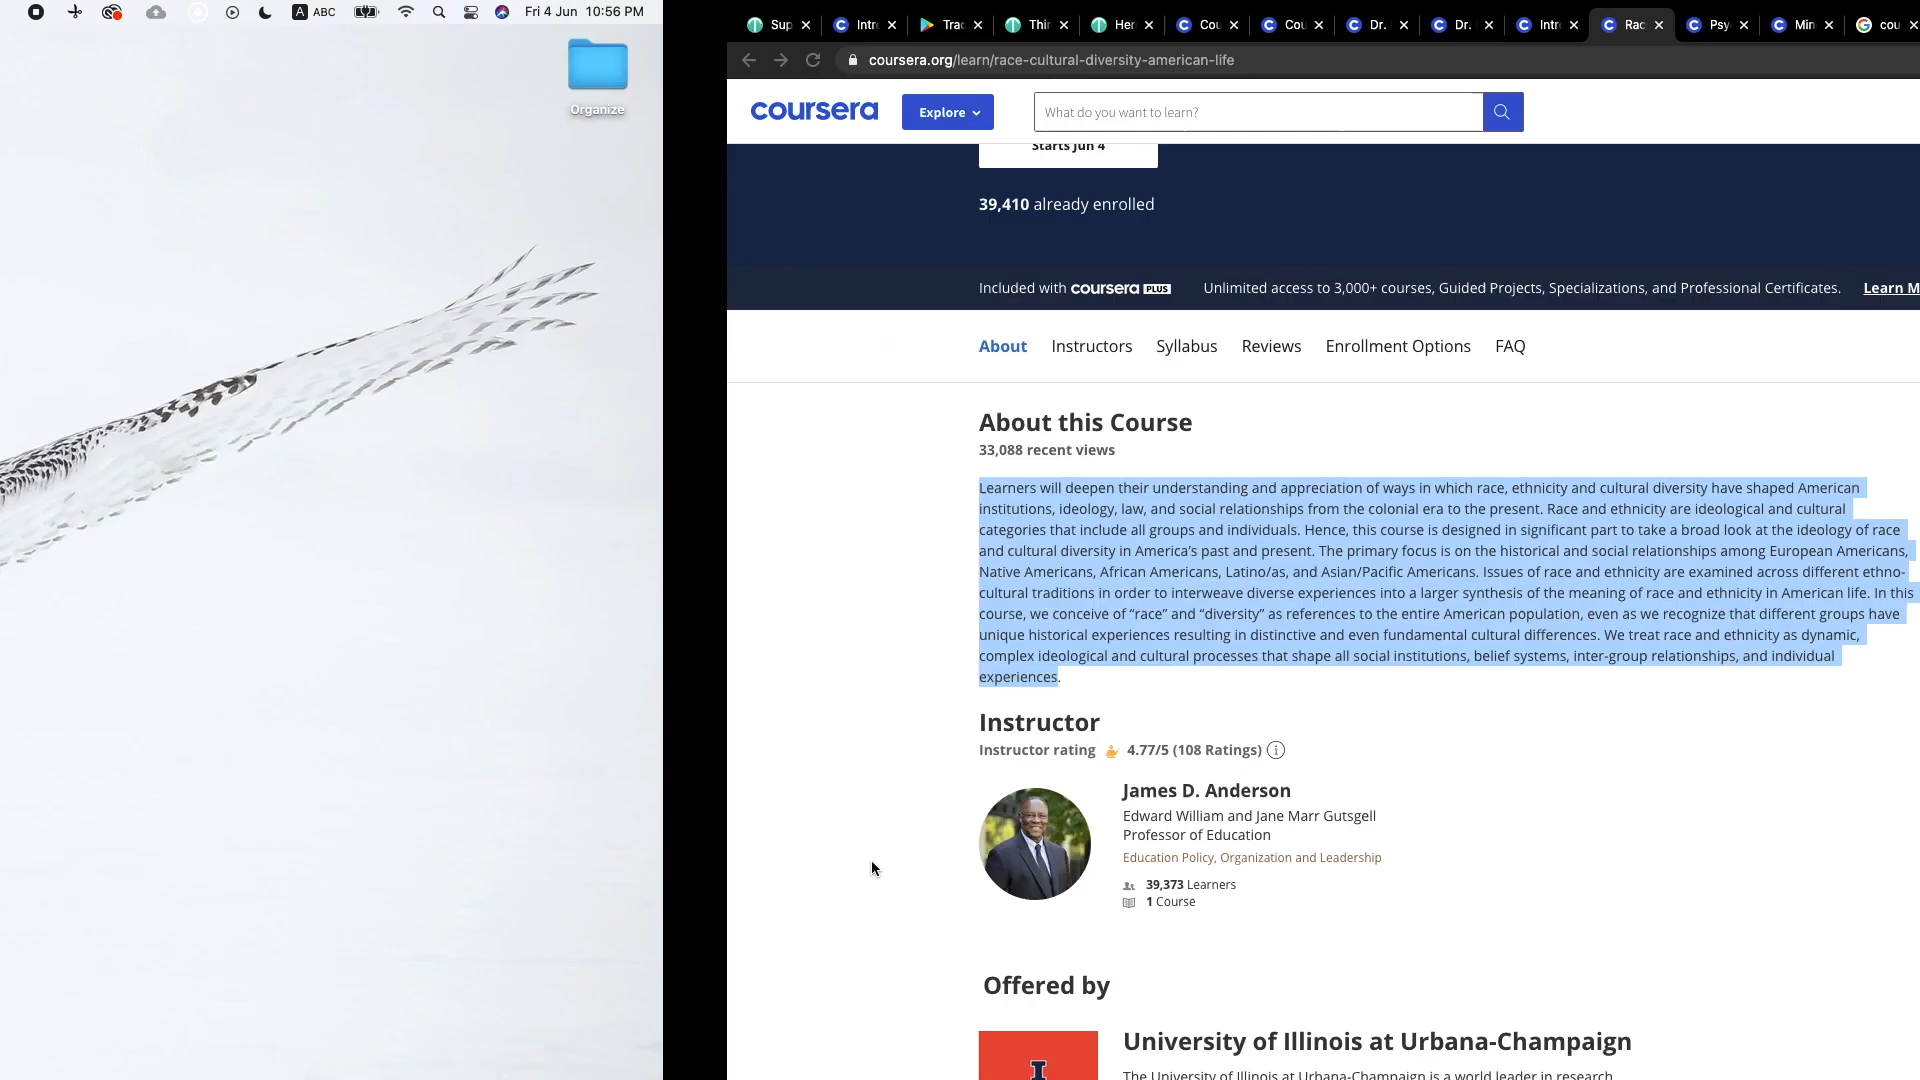 ABC
Fri 4 Jun 10:56 PM
Organize
Sup
Intr
Trac
Thir
Her
Cou
Cou
Dr.
Dr.
Intr
Rac
Psy
Min
cou
coursera.org/learn/race-cultural-diversity-american-life
coursera
Explore
What do you want to learn?
Starts Jun 4
39,410 already enrolled
Included with coursera PLUS
Unlimited access to 3,000+ courses, Guided Projects, Specializations, and Professional Certificates.
Learn M
About
Instructors
Syllabus
Reviews
Enrollment Options
FAQ
About this Course
33,088 recent views
Learners will deepen their understanding and appreciation of ways in which race, ethnicity and cultural diversity have shaped American
institutions, ideology, law, and social relationships from the colonial era to the present. Race and ethnicity are ideological and cultural
categories that include all groups and individuals. Hence, this course is designed in significant part to take a broad look at the ideology of race
and cultural diversity in America’s past and present. The primary focus is on the historical and social relationships among European Americans,
Native Americans, African Americans, Latino/as, and Asian/Pacific Americans. Issues of race and ethnicity are examined across different ethno-
cultural traditions in order to interweave diverse experiences into a larger synthesis of the meaning of race and ethnicity in American life. In this
course, we conceive of “race” and “diversity” as references to the entire American population, even as we recognize that different groups have
unique historical experiences resulting in distinctive and even fundamental cultural differences. We treat race and ethnicity as dynamic,
complex ideological and cultural processes that shape all social institutions, belief systems, inter-group relationships, and individual
experiences.
Instructor
Instructor rating 4.77/5 (108 Ratings)
James D. Anderson
Edward William and Jane Marr Gutsgell
Professor of Education
Education Policy, Organization and Leadership
39,373 Learners
1 Course
Offered by
I
University of Illinois at Urbana-Champaign
The University of Illinois at Urbana-Champaign is a world leader in research,